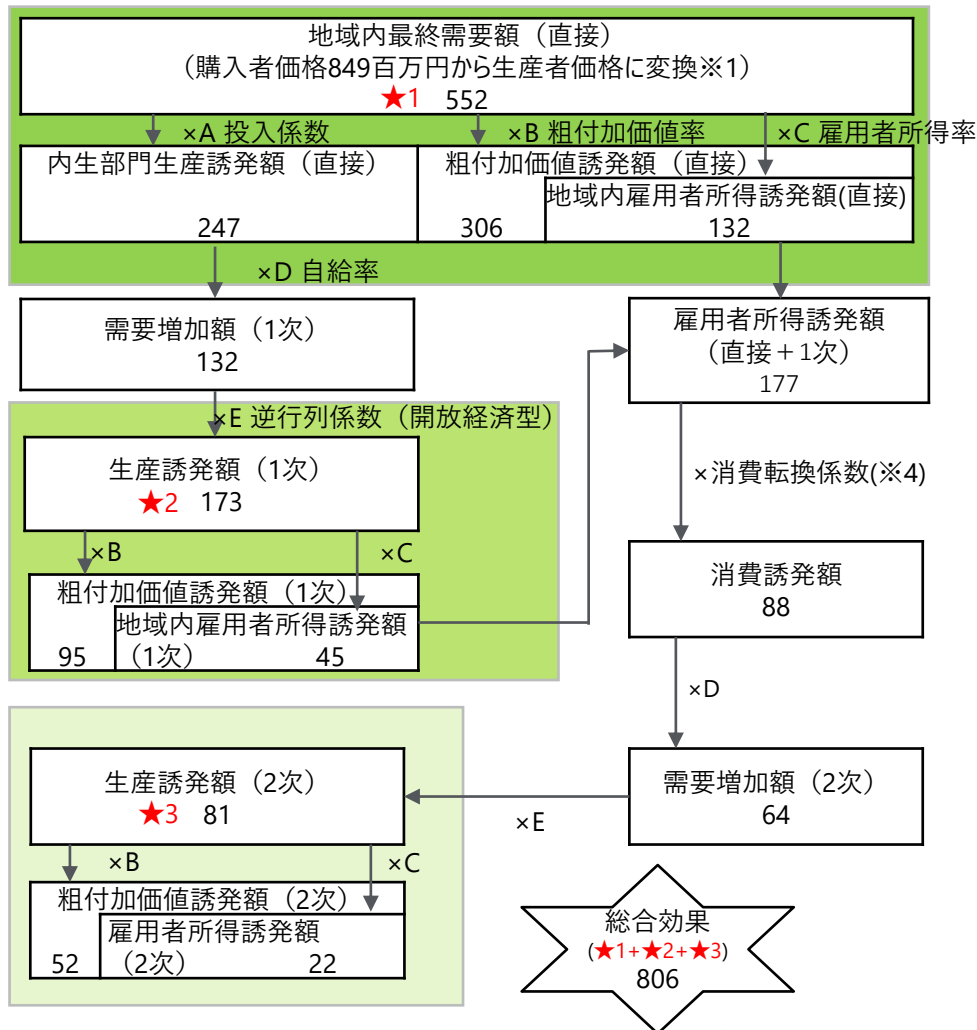 地域内最終需要額（直接）
（購入者価格849百万円から生産者価格に変換※1）
★1 552
×A 投入係数
×B 粗付加価値率
×C 雇用者所得率
内生部門生産誘発額（直接）
247
粗付加価値誘発額（直接）
306
地域内雇用者所得誘発額(直接)
132
×D 自給率
需要増加額（1次）
132
雇用者所得誘発額
（直接＋1次）
177
×E 逆行列係数（開放経済型）
生産誘発額（1次）
★2 173
×B
×C
粗付加価値誘発額（1次）
95
地域内雇用者所得誘発額
（1次） 45
×消費転換係数(※4)
消費誘発額
88
×D
需要増加額（2次）
64
×E
生産誘発額（2次）
★3 81
×B
×C
粗付加価値誘発額（2次）
52
雇用者所得誘発額
（2次） 22
総合効果
(★1+★2+★3)
806